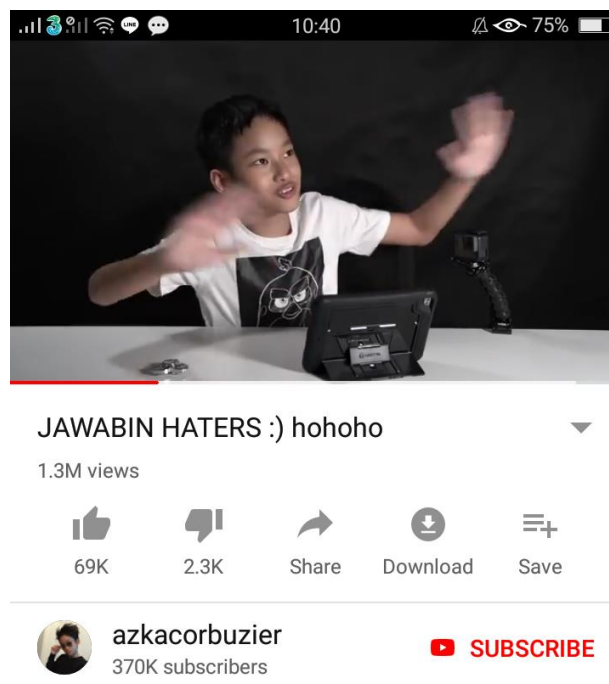 LINE
10:40
75%
JAWABIN HATERS :) hohoho
1.3M views
69K
2.3K
Share
Download
Save
azkacorbuzier
370K subscribers
SUBSCRIBE